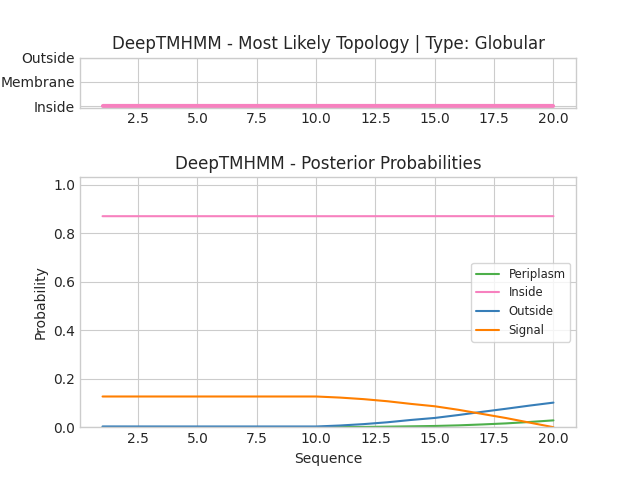 DeepTMHMM - Most Likely Topology | Type: Globular
Outside
Membrane
Inside
2.5 5.0 7.5 10.0 12.5 15.0 17.5 20.0
DeepTMHMM - Posterior Probabilities
1.0
0.8
0.6
0.4
0.2
0.0
Probability
Periplasm
Inside
Outside
Signal
2.5 5.0 7.5 10.0 12.5 15.0 17.5 20.0
Sequence